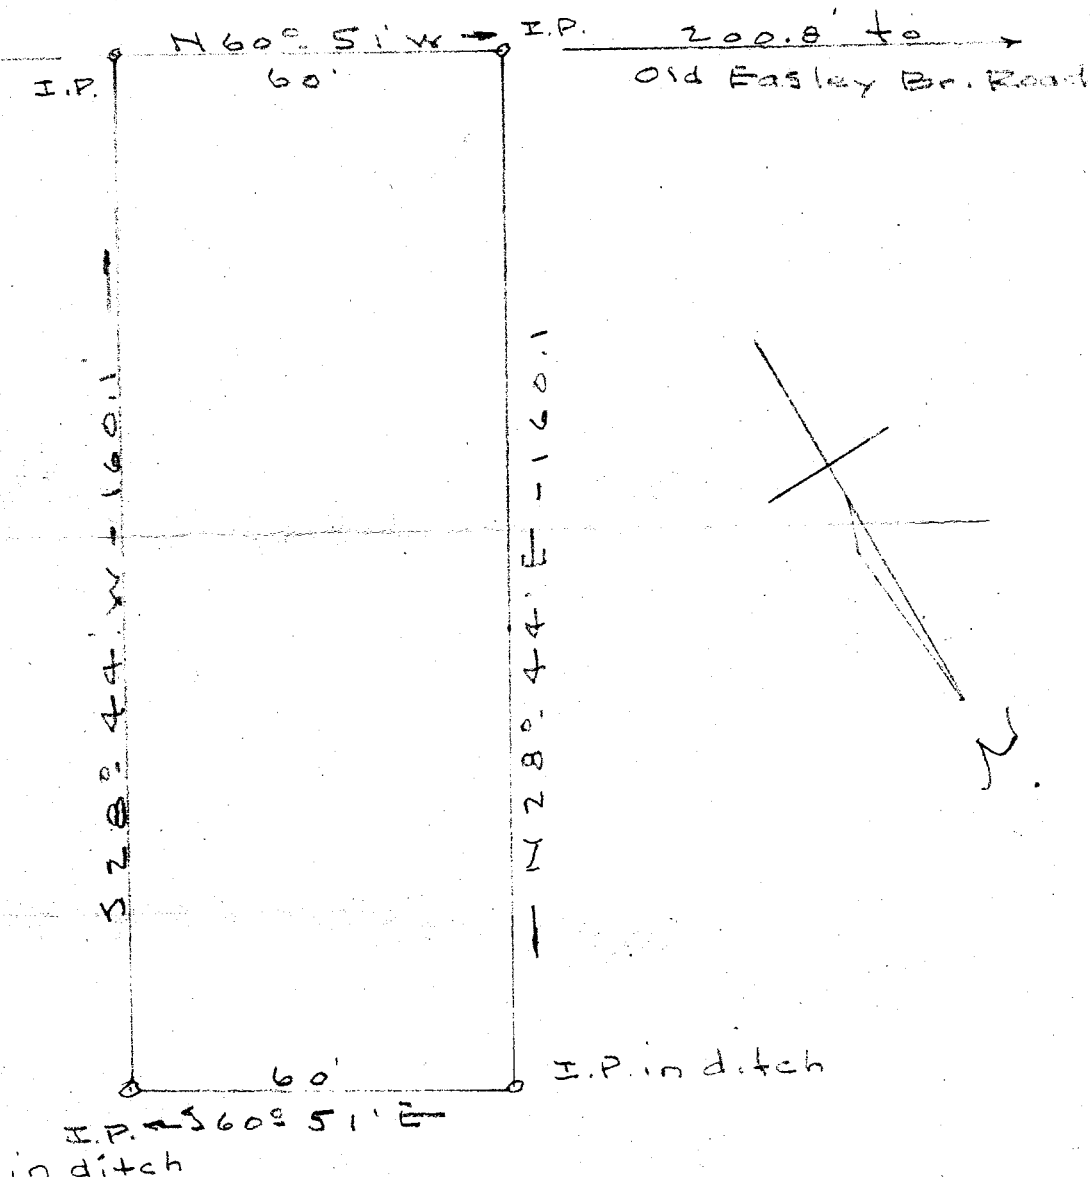 N 60° 51' W
60'
I.P.
I.P.
200.8' to
Old Easley Br. Road
S 28° 44' W - 160.1
— N 28° 44' E - 160.1
N.
60'
I.P. in ditch
S 60° 51' E
I.P.
in ditch